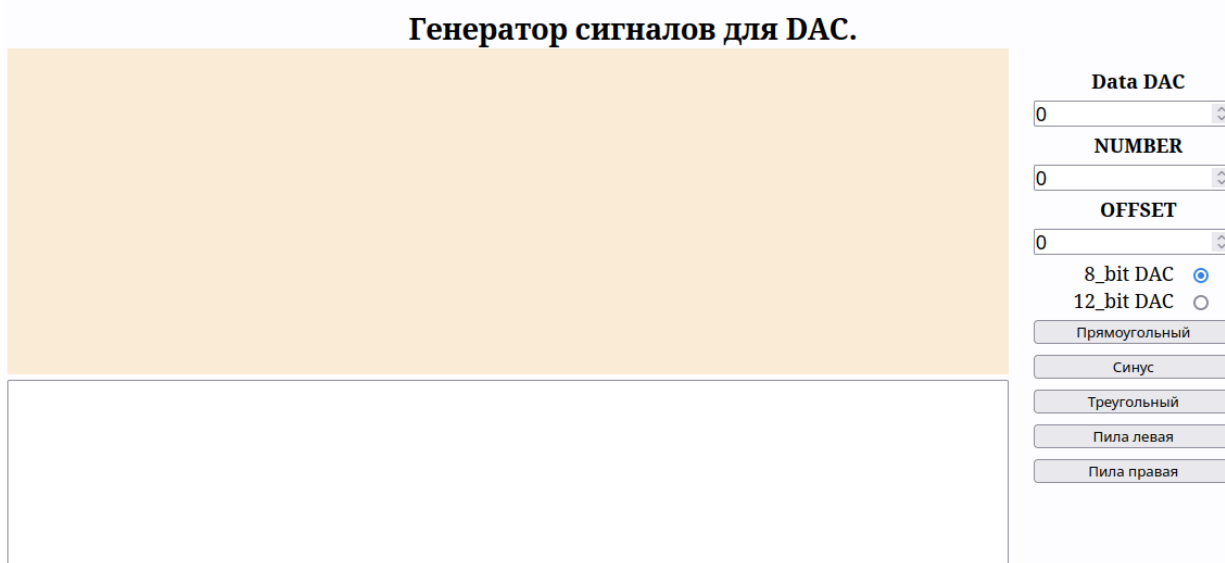 Генератор сигналов для DAC.
Data DAC
0
NUMBER
0
OFFSET
0
8_bit DAC
12_bit DAC
Прямоугольный
Синус
Треугольный
Пила левая
Пила правая